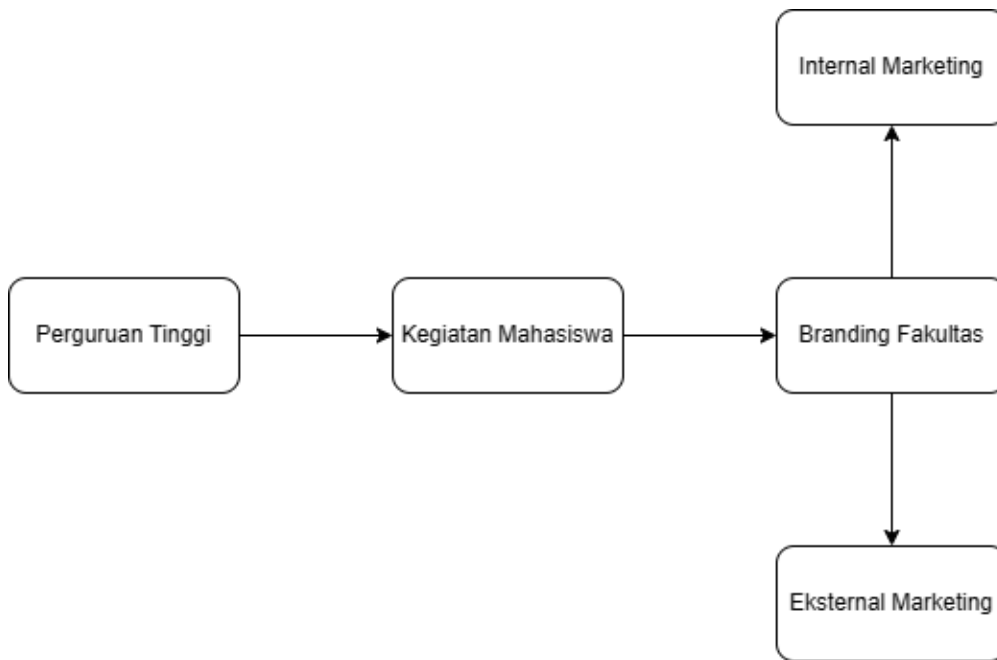 Internal Marketing
Perguruan Tinggi
Kegiatan Mahasiswa
Branding Fakultas
Eksternal Marketing